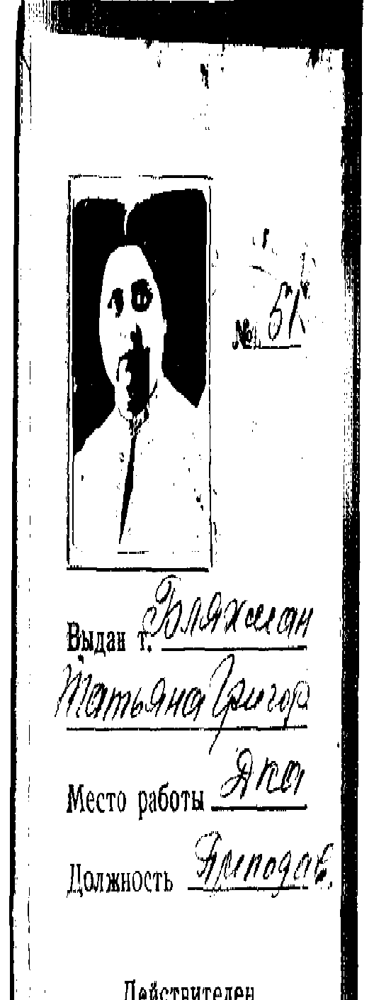 № 51
Выдан т. Бляхман
Татьяна Григор
Место работы
Должность Преподав.
Действителен